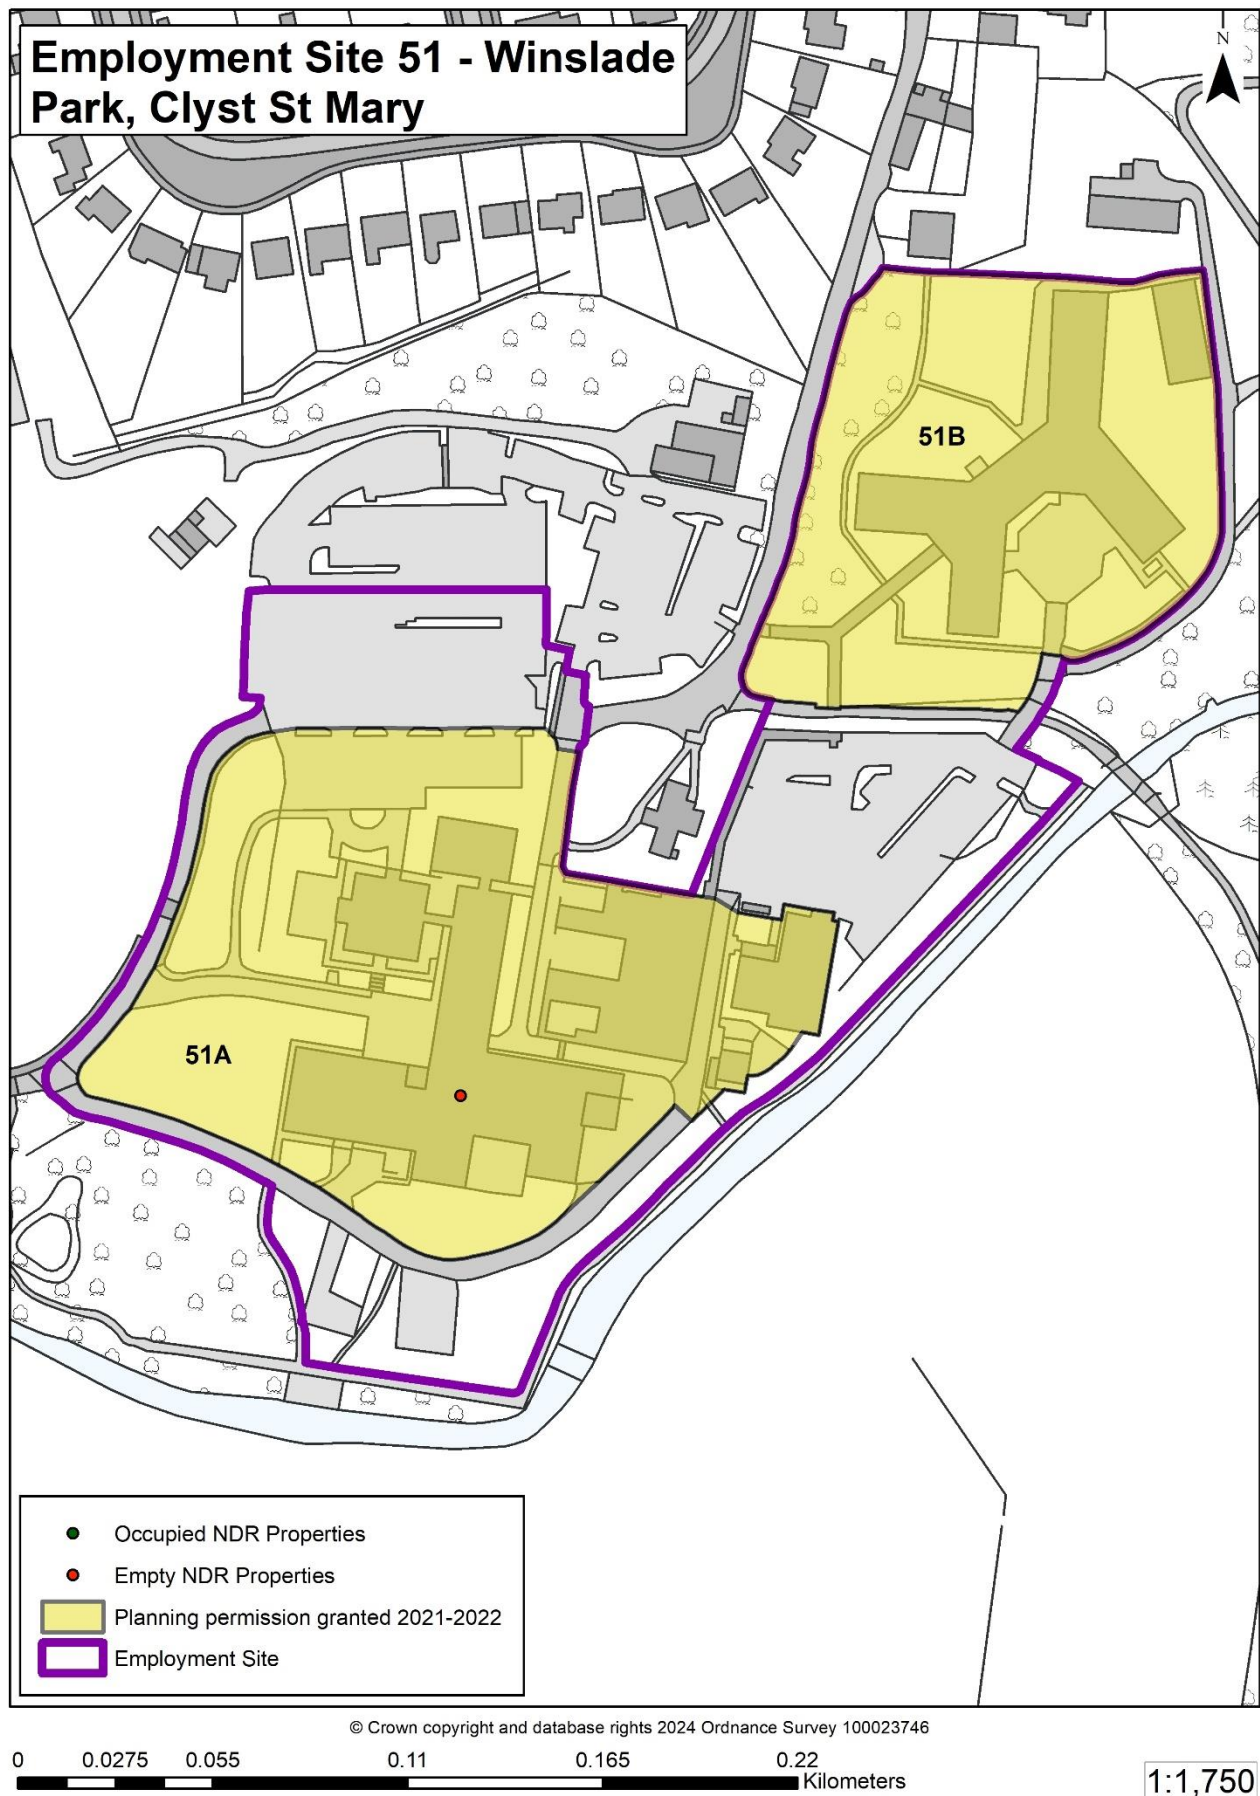 Employment Site 51 - Winslade
Park, Clyst St Mary
N
51B
51A
Occupied NDR Properties
Empty NDR Properties
Planning permission granted 2021-2022
Employment Site
© Crown copyright and database rights 2024 Ordnance Survey 100023746
0 0.0275 0.055 0.11 0.165 0.22
Kilometers
1:1,750